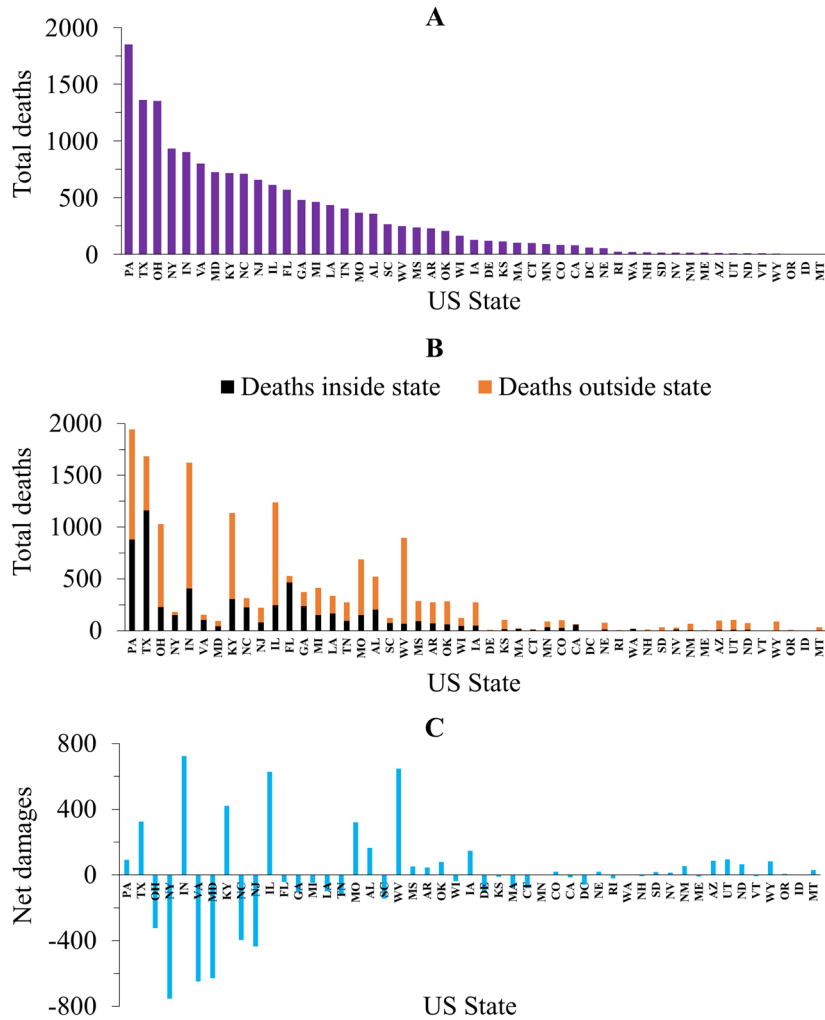 A
2000
1500
1000
500
0
Total deaths
PA TX OH NY IN VA MD KY NC NJ IL FL GA MI LA TN MO AL SC WV MS AR OK WI IA DE KS MA CT MN CO CA DC NE RI WA NH SD NV NM ME AZ UT ND VT WY OR ID MT
US State
B
Deaths inside state Deaths outside state
2000
1500
1000
500
0
Total deaths
PA TX OH NY IN VA MD KY NC NJ IL FL GA MI LA TN MO AL SC WV MS AR OK WI IA DE KS MA CT MN CO CA DC NE RI WA NH SD NV NM ME AZ UT ND VT WY OR ID MT
US State
C
800
400
0
-400
-800
Net damages
PA TX OH NY IN VA MD KY NC NJ IL FL GA MI LA TN MO AL SC WV MS AR OK WI IA DE KS MA CT MN CO CA DC NE RI WA NH SD NV NM ME AZ UT ND VT WY OR ID MT
US State